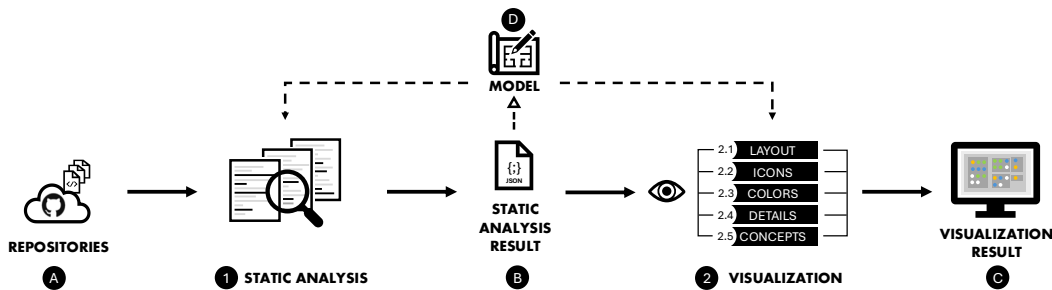 D
MODEL
{;}
JSON
</>
REPOSITORIES
A
1 STATIC ANALYSIS
STATIC
ANALYSIS
RESULT
B
2.1 LAYOUT
2.2 ICONS
2.3 COLORS
2.4 DETAILS
2.5 CONCEPTS
2 VISUALIZATION
VISUALIZATION
RESULT
C